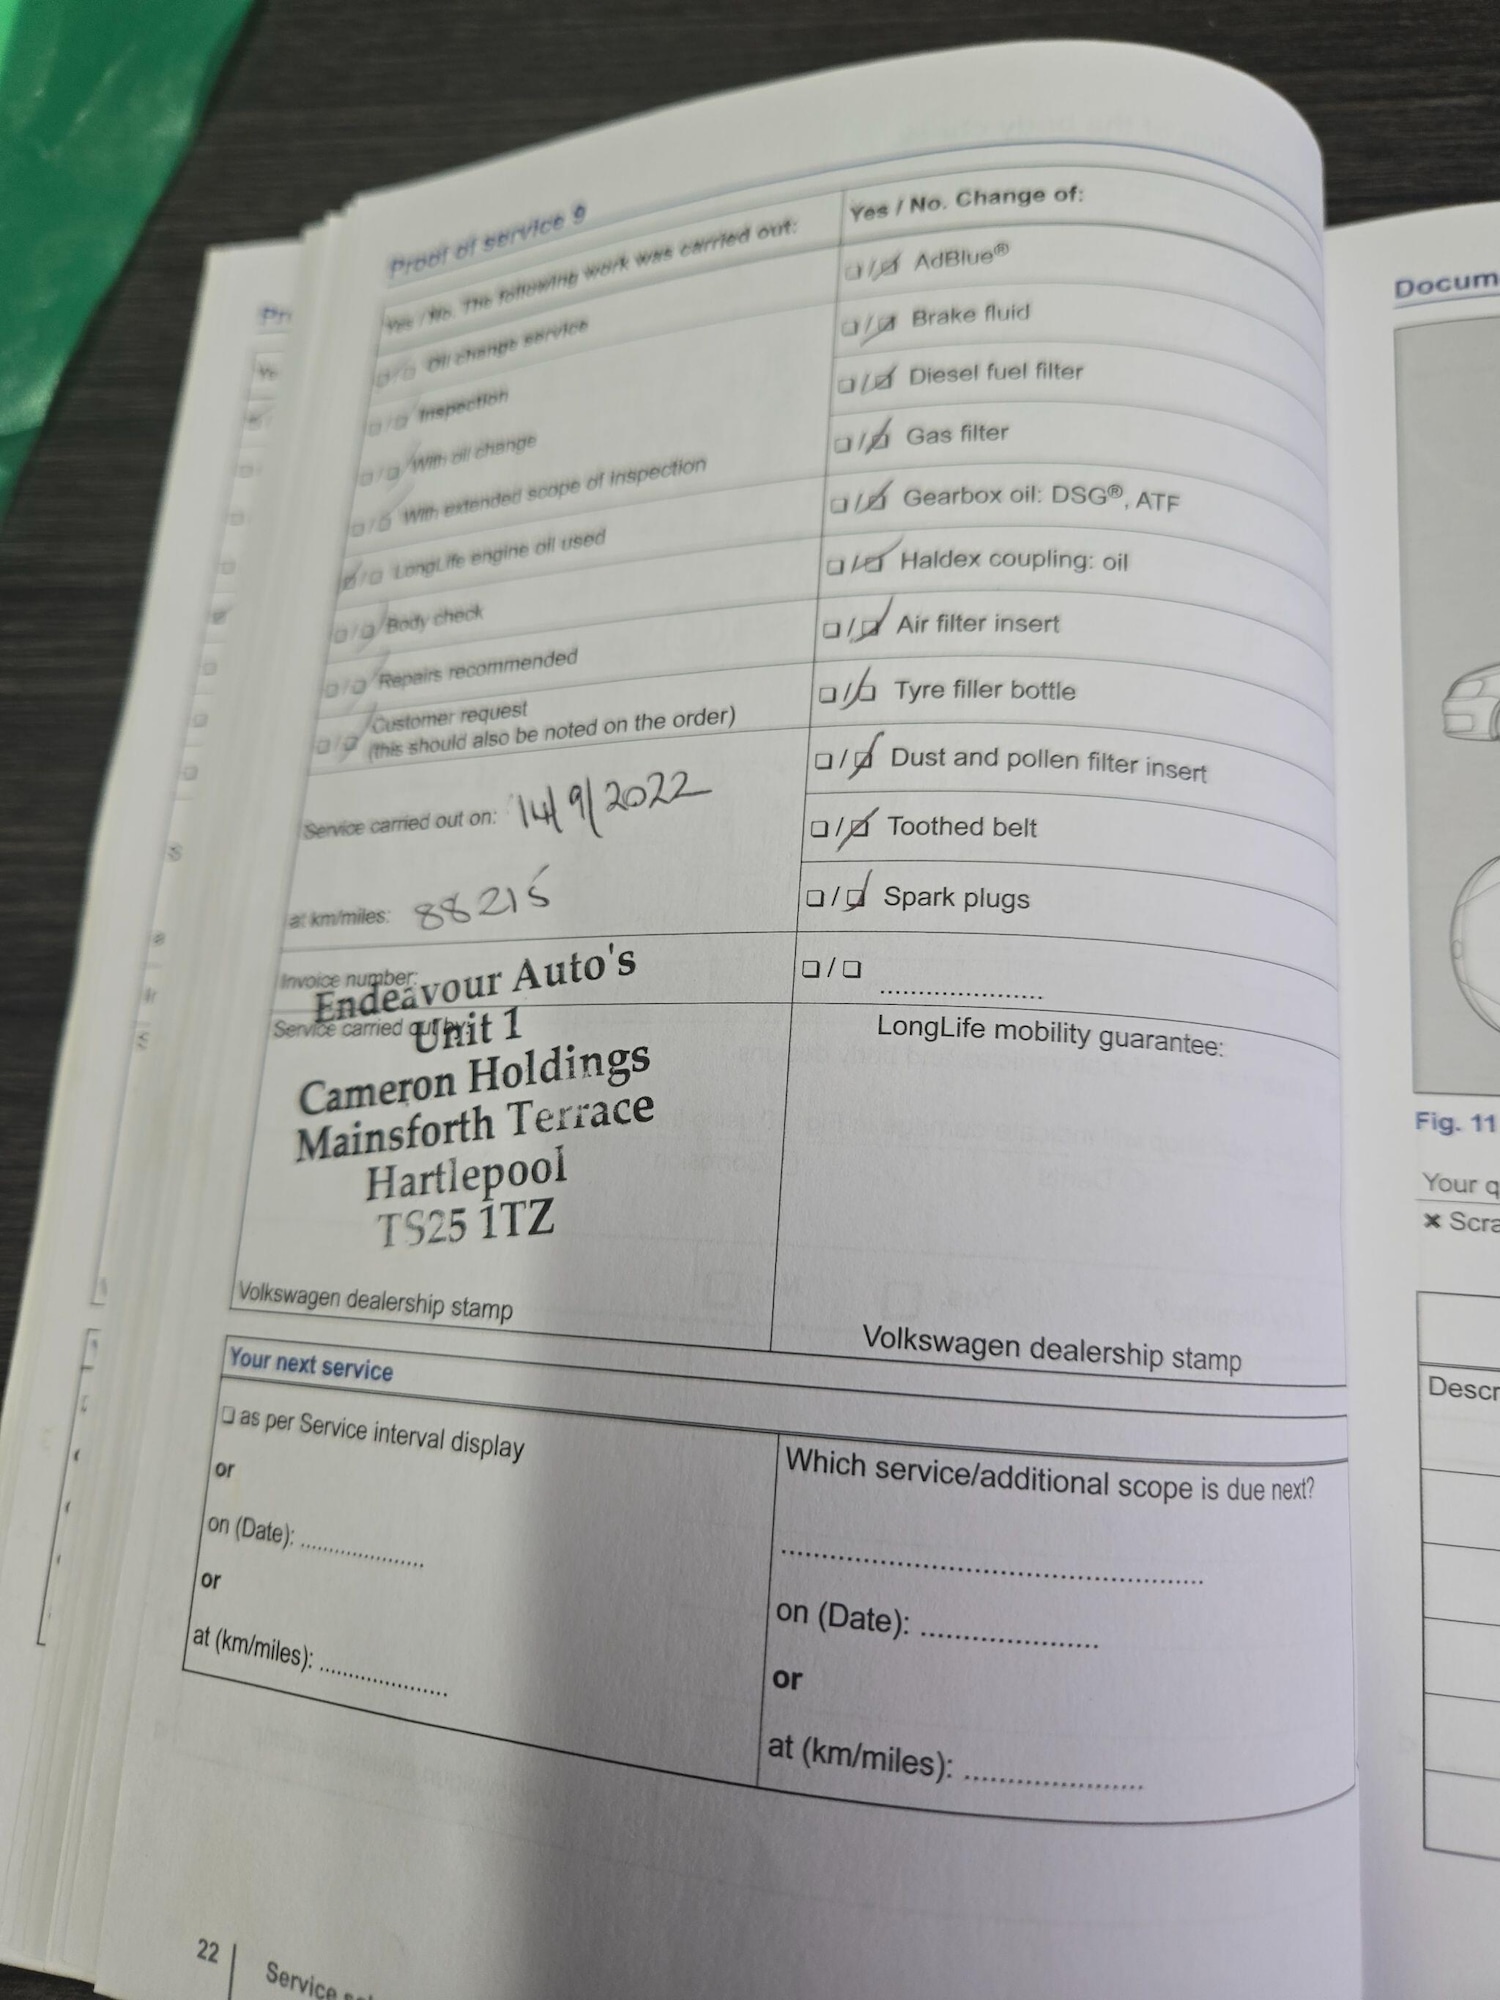 Proof of service 9
Yes / No. The following work was carried out:
❏/❏ Oil change service
❏/❏ Inspection
❏/❏ With oil change
❏/❏ With extended scope of inspection
❏/❏ LongLife engine oil used
❏/❏ Body check
❏/❏ Repairs recommended
❏/❏ Customer request
(this should also be noted on the order)
Service carried out on: 14/9/2022
at km/miles: 88215
Invoice number:
Service carried out by:
Endeavour Auto's
Unit 1
Cameron Holdings
Mainsforth Terrace
Hartlepool
TS25 1TZ
Volkswagen dealership stamp
Yes / No. Change of:
❏/❏ AdBlue®
❏/❏ Brake fluid
❏/❏ Diesel fuel filter
❏/❏ Gas filter
❏/❏ Gearbox oil: DSG®, ATF
❏/❏ Haldex coupling: oil
❏/❏ Air filter insert
❏/❏ Tyre filler bottle
❏/❏ Dust and pollen filter insert
❏/❏ Toothed belt
❏/❏ Spark plugs
❏/❏ ....................
LongLife mobility guarantee:
Volkswagen dealership stamp
Your next service
❏ as per Service interval display
or
on (Date): ....................
or
at (km/miles): ....................
Which service/additional scope is due next?
..................................................
on (Date): ....................
or
at (km/miles): ....................
22
Service
Docum
Fig. 11
Your q
× Scra
Descr